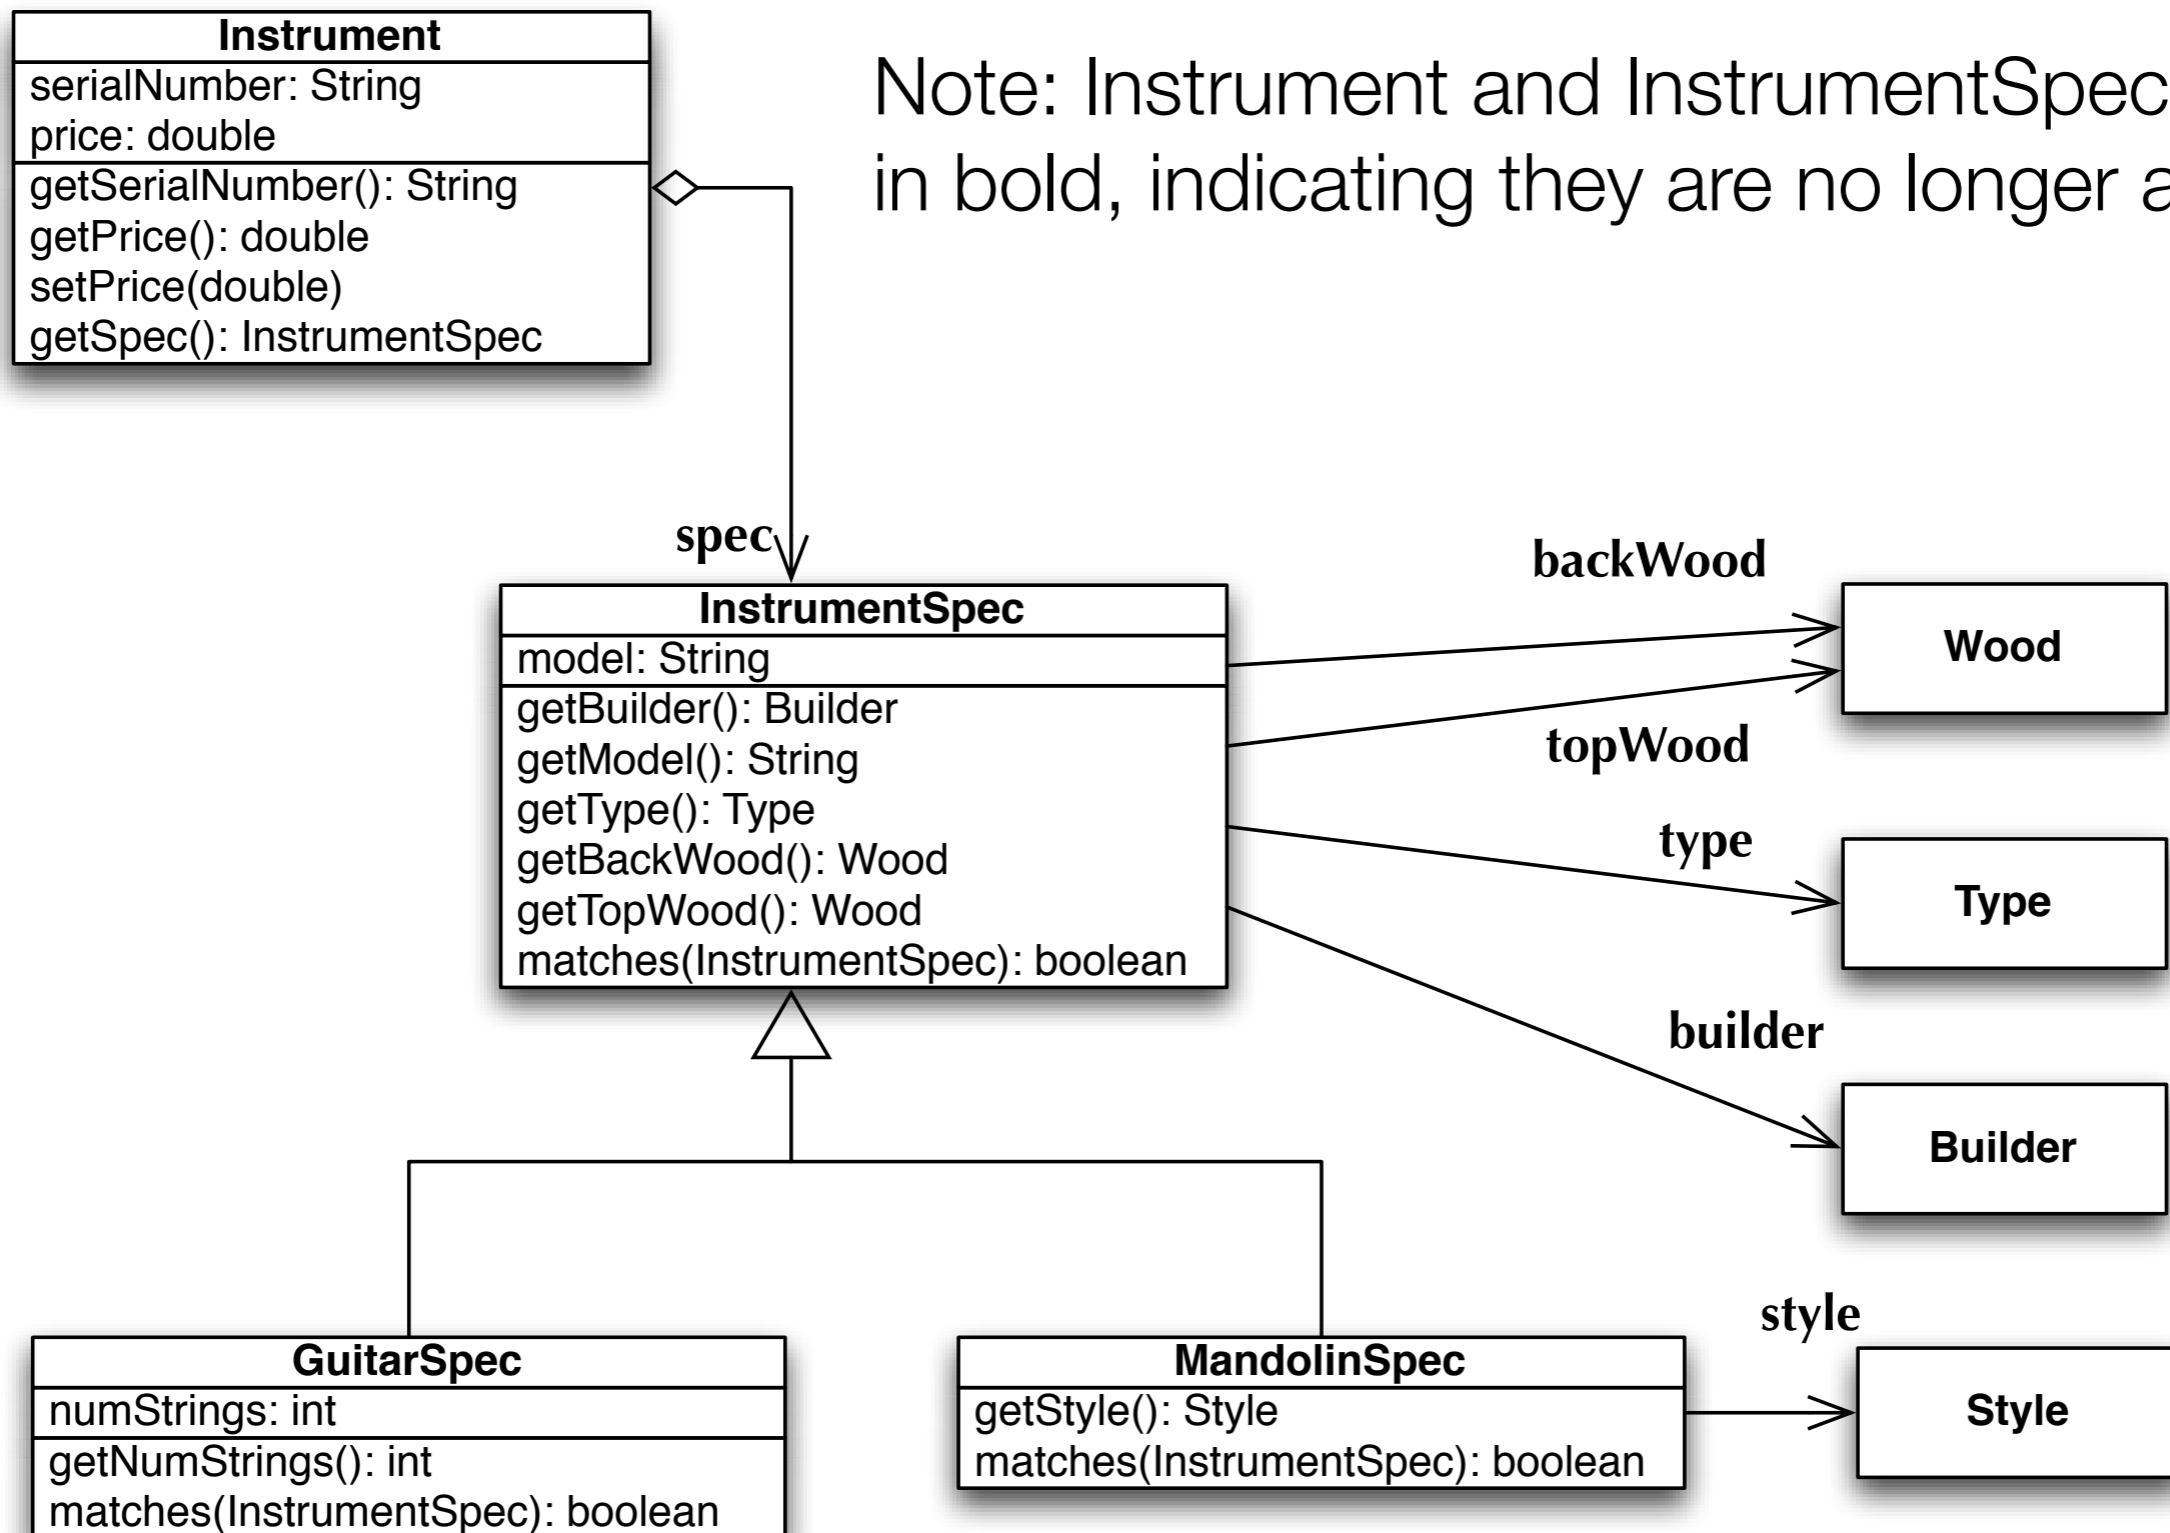 Instrument
serialNumber: String
price: double
getSerialNumber(): String
getPrice(): double
setPrice(double)
getSpec(): InstrumentSpec
Note: Instrument and InstrumentSpec
in bold, indicating they are no longer a
spec
InstrumentSpec
model: String
getBuilder(): Builder
getModel(): String
getType(): Type
getBackWood(): Wood
getTopWood(): Wood
matches(InstrumentSpec): boolean
backWood
Wood
topWood
type
Type
builder
Builder
GuitarSpec
numStrings: int
getNumStrings(): int
matches(InstrumentSpec): boolean
MandolinSpec
getStyle(): Style
matches(InstrumentSpec): boolean
style
Style